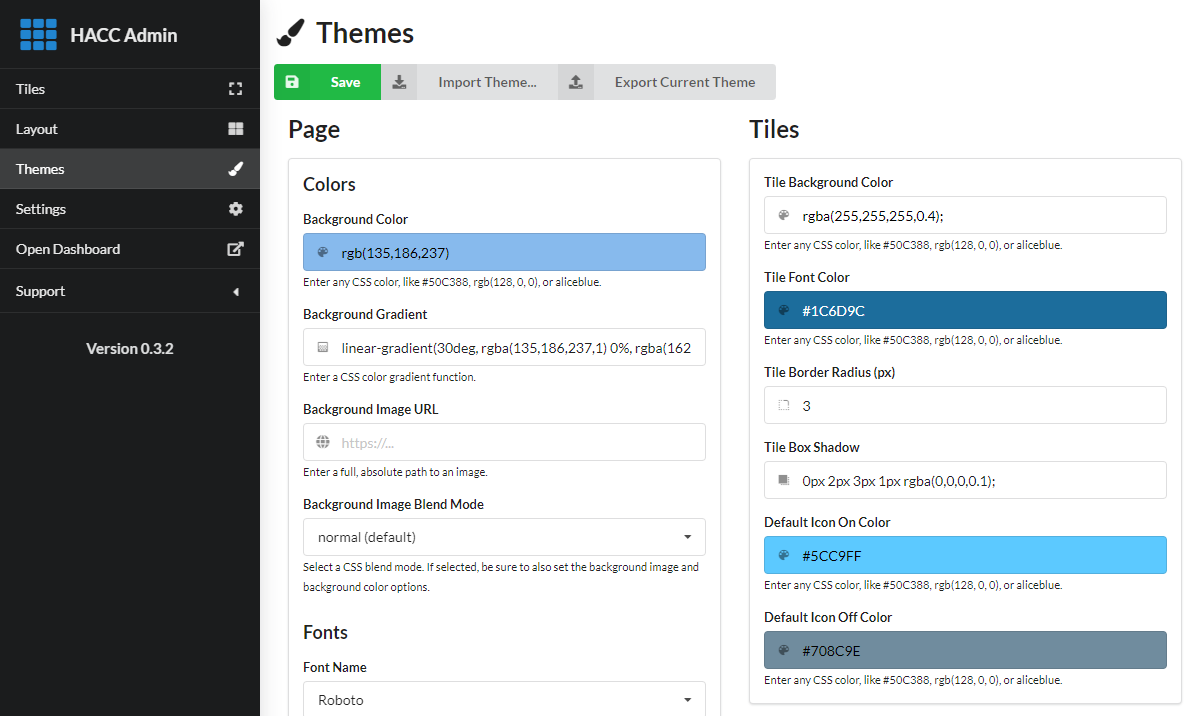 HACC Admin
Tiles
Layout
Themes
Settings
Open Dashboard
Support
Version 0.3.2
Themes
Save
Import Theme...
Export Current Theme
Page
Colors
Background Color
rgb(135,186,237)
Enter any CSS color, like #50C388, rgb(128, 0, 0), or aliceblue.
Background Gradient
linear-gradient(30deg, rgba(135,186,237,1) 0%, rgba(162
Enter a CSS color gradient function.
Background Image URL
https://...
Enter a full, absolute path to an image.
Background Image Blend Mode
normal (default)
Select a CSS blend mode. If selected, be sure to also set the background image and
background color options.
Fonts
Font Name
Roboto
Tiles
Tile Background Color
rgba(255,255,255,0.4);
Enter any CSS color, like #50C388, rgb(128, 0, 0), or aliceblue.
Tile Font Color
#1C6D9C
Enter any CSS color, like #50C388, rgb(128, 0, 0), or aliceblue.
Tile Border Radius (px)
3
Tile Box Shadow
0px 2px 3px 1px rgba(0,0,0,0.1);
Default Icon On Color
#5CC9FF
Enter any CSS color, like #50C388, rgb(128, 0, 0), or aliceblue.
Default Icon Off Color
#708C9E
Enter any CSS color, like #50C388, rgb(128, 0, 0), or aliceblue.